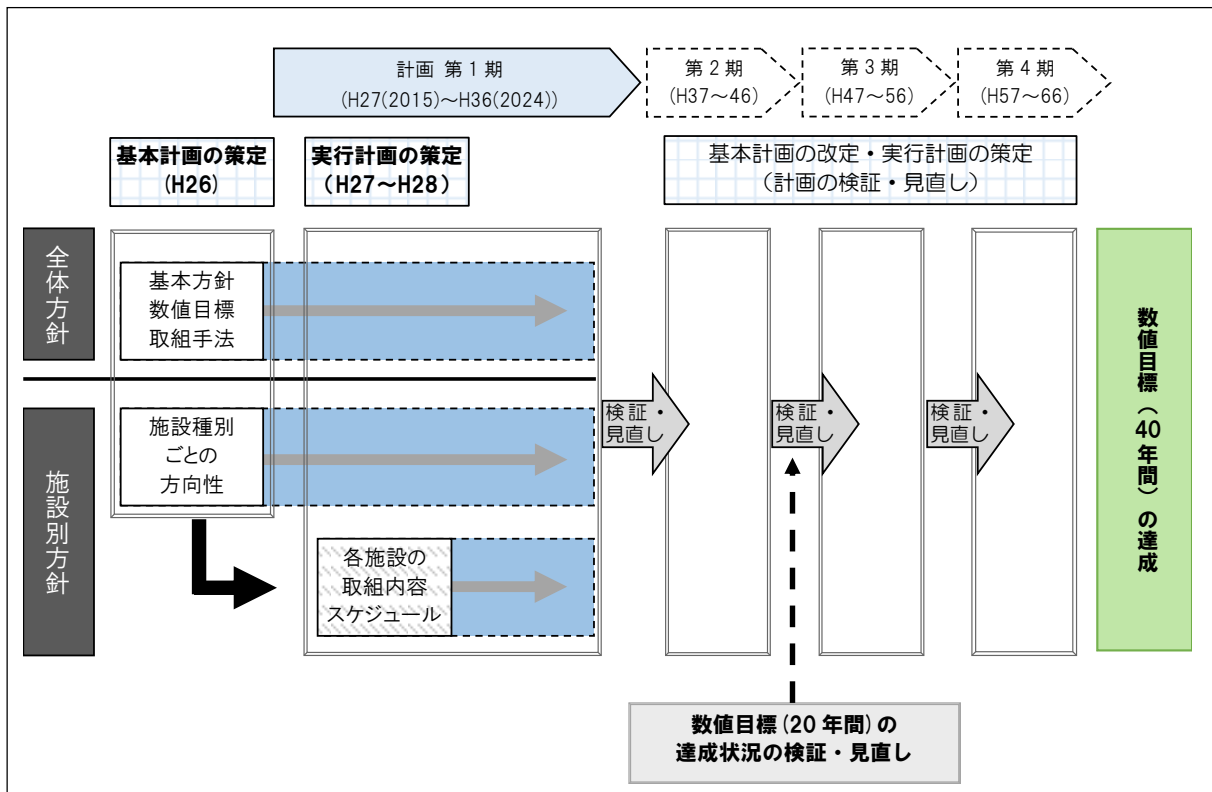 計画 第1期
(H27(2015)～H36(2024))
第2期
(H37～46)
第3期
(H47～56)
第4期
(H57～66)
基本計画の策定
(H26)
実行計画の策定
（H27～H28）
基本計画の改定・実行計画の策定
（計画の検証・見直し）
全体方針
基本方針
数値目標
取組手法
施設別方針
施設種別
ごとの
方向性
各施設の
取組内容
スケジュール
検証・
見直し
検証・
見直し
検証・
見直し
数値目標（40年間）の達成
数値目標(20年間)の
達成状況の検証・見直し